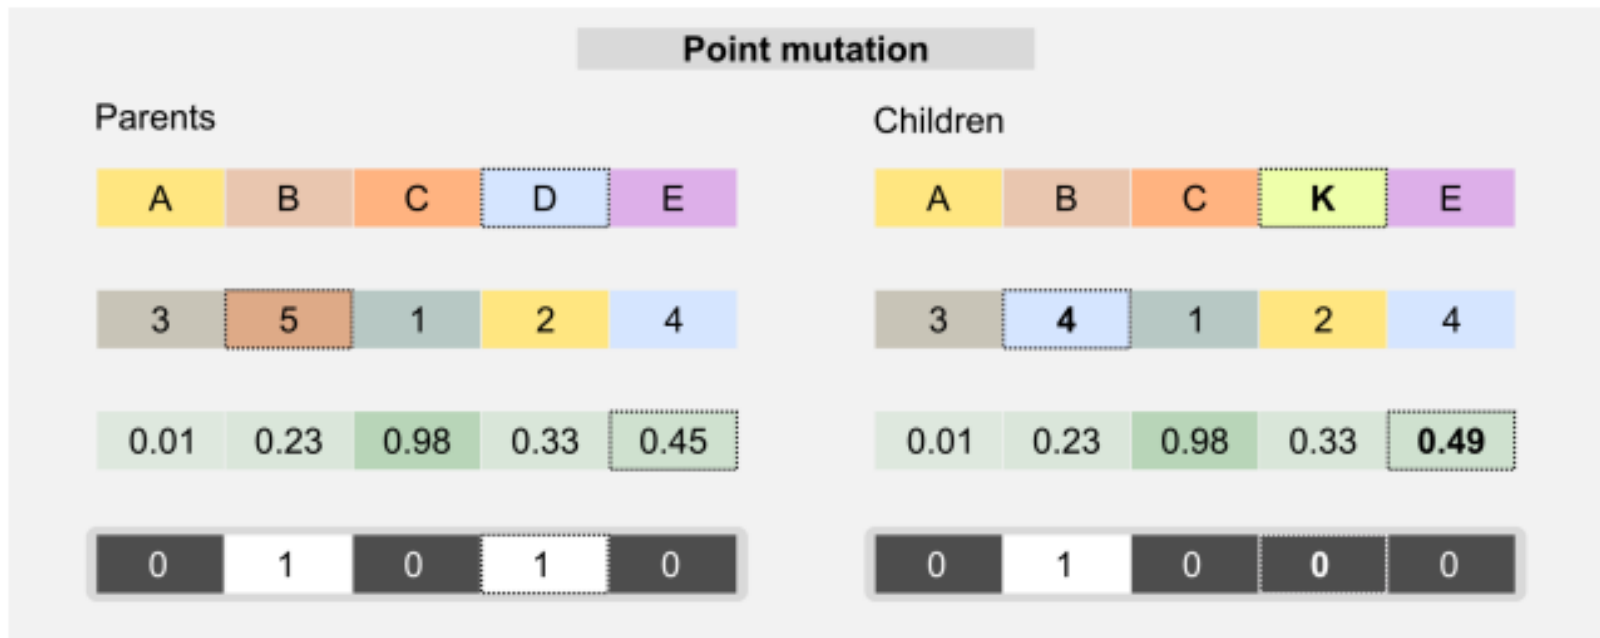 Point mutation
Parents
Children
A B C D E
A B C K E
3 5 1 2 4
3 4 1 2 4
0.01 0.23 0.98 0.33 0.45
0.01 0.23 0.98 0.33 0.49
0 1 0 1 0
0 1 0 0 0